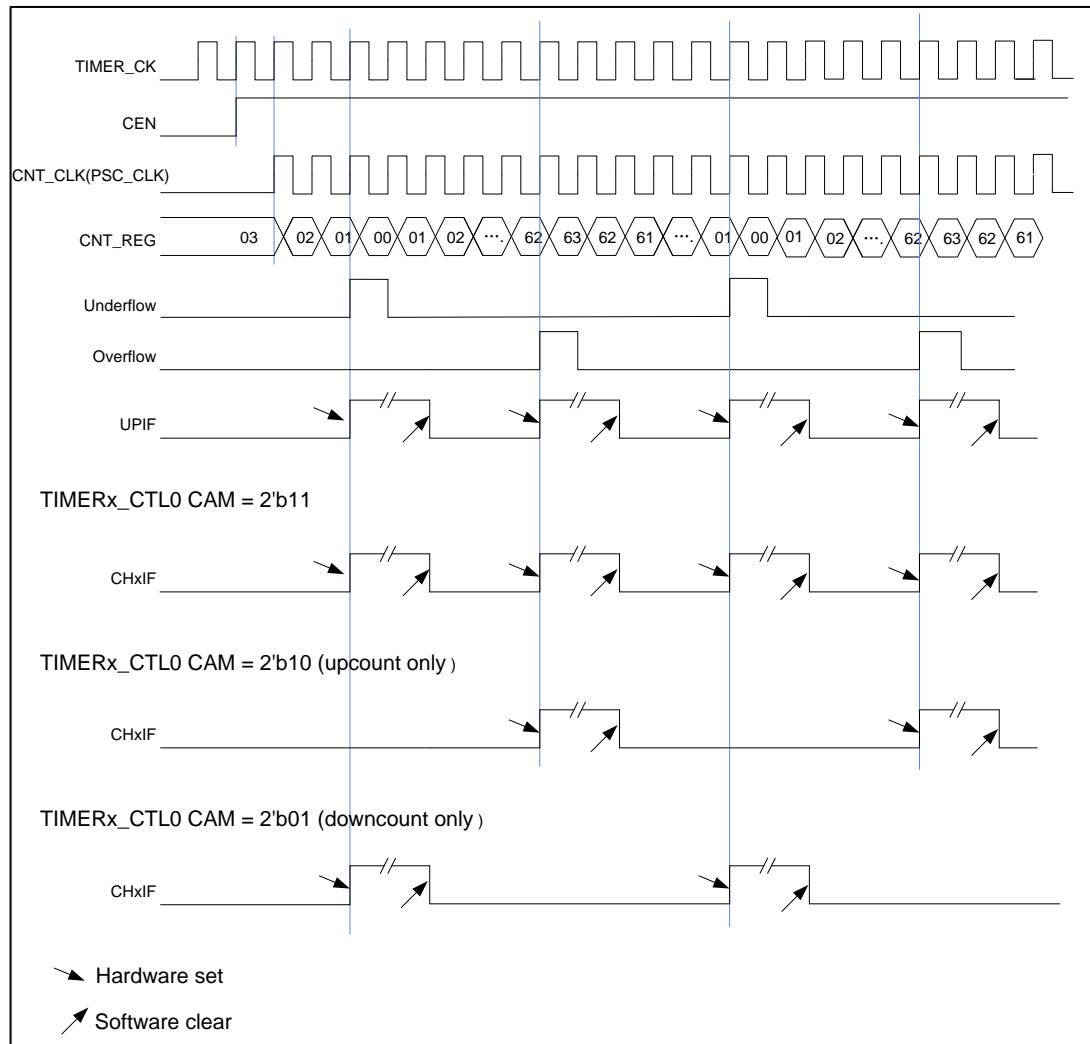 TIMER_CK
CEN
CNT_CLK(PSC_CLK)
CNT_REG 03 02 01 00 01 02 ···. 62 63 62 61 ···. 01 00 01 02 ···. 62 63 62 61
Underflow
Overflow
UPIF
TIMERx_CTL0 CAM = 2'b11
CHxIF
TIMERx_CTL0 CAM = 2'b10 (upcount only）
CHxIF
TIMERx_CTL0 CAM = 2'b01 (downcount only）
CHxIF
Hardware set
Software clear